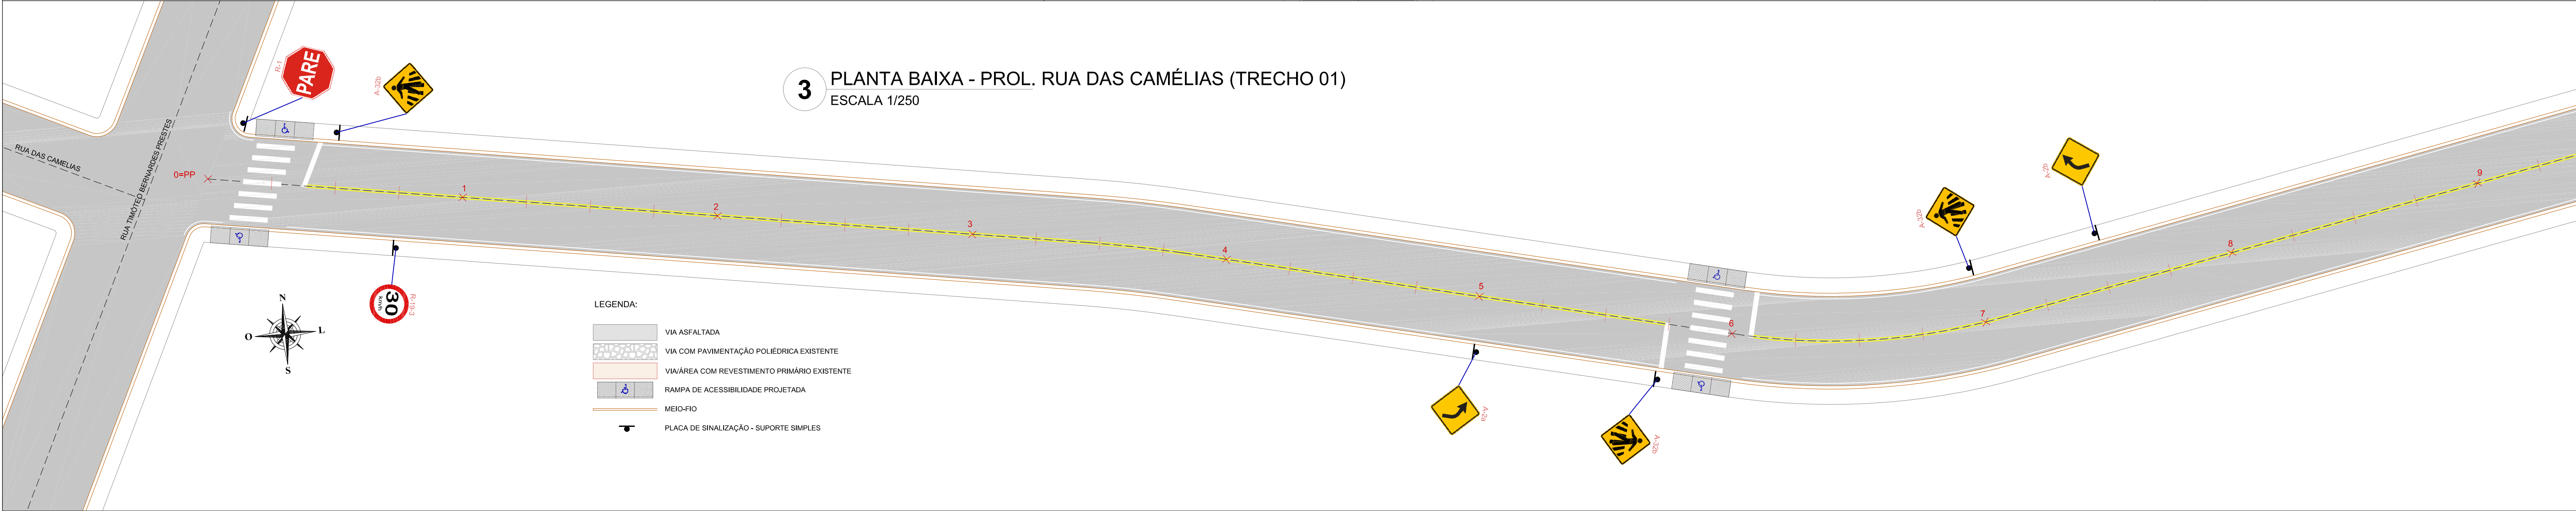 3
PLANTA BAIXA - PROL. RUA DAS CAMÉLIAS (TRECHO 01)
ESCALA 1/250
R-1
PARE
A-32b
RUA DAS CAMELIAS
RUA TIMÓTEO BERNARDES PRESTES
0=PP
1
2
3
4
5
6
7
8
9
30
km/h
R-19-3
N
O
L
S
LEGENDA:
VIA ASFALTADA
VIA COM PAVIMENTAÇÃO POLIÉDRICA EXISTENTE
VIA/ÁREA COM REVESTIMENTO PRIMÁRIO EXISTENTE
RAMPA DE ACESSIBILIDADE PROJETADA
MEIO-FIO
PLACA DE SINALIZAÇÃO - SUPORTE SIMPLES
A-32b
A-32b